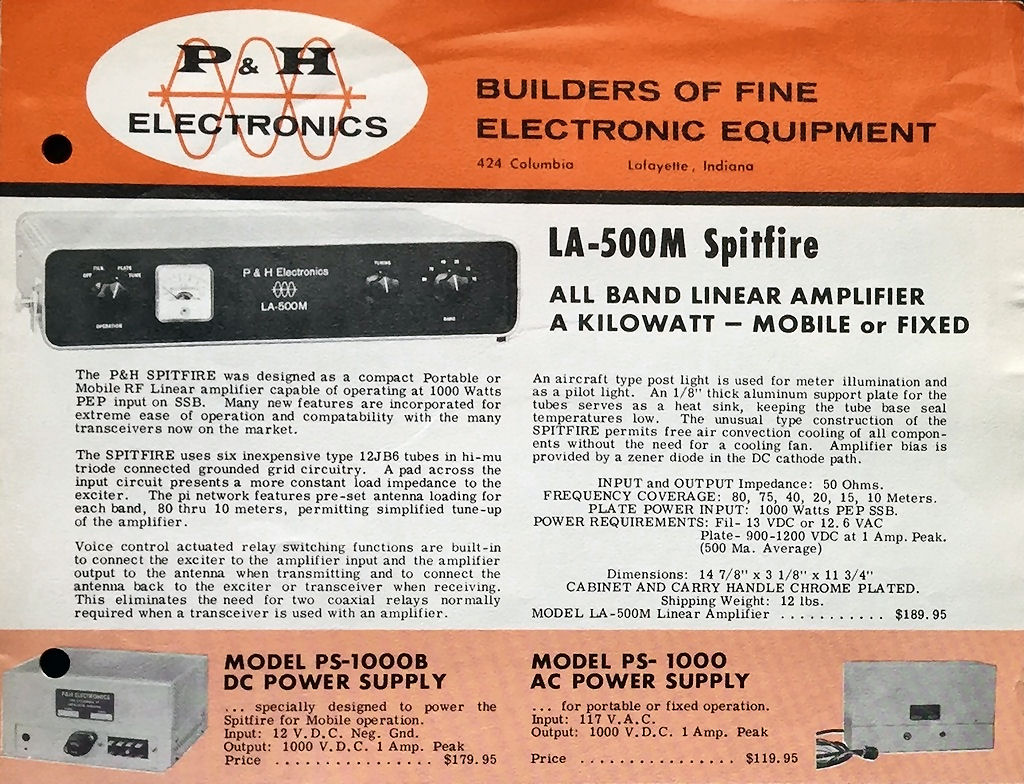 P & H
ELECTRONICS
BUILDERS OF FINE
ELECTRONIC EQUIPMENT
424 Columbia Lafayette, Indiana
OFF FIL. PLATE TUNE
OPERATION
P & H Electronics
LA-500M
TUNING
BAND
LA-500M Spitfire
ALL BAND LINEAR AMPLIFIER
A KILOWATT – MOBILE or FIXED
The P&H SPITFIRE was designed as a compact Portable or
Mobile RF Linear amplifier capable of operating at 1000 Watts
PEP input on SSB. Many new features are incorporated for
extreme ease of operation and compatability with the many
transceivers now on the market.
The SPITFIRE uses six inexpensive type 12JB6 tubes in hi-mu
triode connected grounded grid circuitry. A pad across the
input circuit presents a more constant load impedance to the
exciter. The pi network features pre-set antenna loading for
each band, 80 thru 10 meters, permitting simplified tune-up
of the amplifier.
Voice control actuated relay switching functions are built-in
to connect the exciter to the amplifier input and the amplifier
output to the antenna when transmitting and to connect the
antenna back to the exciter or transceiver when receiving.
This eliminates the need for two coaxial relays normally
required when a transceiver is used with an amplifier.
An aircraft type post light is used for meter illumination and
as a pilot light. An 1/8" thick aluminum support plate for the
tubes serves as a heat sink, keeping the tube base seal
temperatures low. The unusual type construction of the
SPITFIRE permits free air convection cooling of all compon-
ents without the need for a cooling fan. Amplifier bias is
provided by a zener diode in the DC cathode path.
INPUT and OUTPUT Impedance: 50 Ohms.
FREQUENCY COVERAGE: 80, 75, 40, 20, 15, 10 Meters.
PLATE POWER INPUT: 1000 Watts PEP SSB.
POWER REQUIREMENTS: Fil- 13 VDC or 12.6 VAC
Plate- 900-1200 VDC at 1 Amp. Peak.
(500 Ma. Average)
Dimensions: 14 7/8" x 3 1/8" x 11 3/4"
CABINET AND CARRY HANDLE CHROME PLATED.
Shipping Weight: 12 lbs.
MODEL LA-500M Linear Amplifier . . . . . . . . . . . $189.95
P&H ELECTRONICS
MODEL PS-1000B
DC POWER SUPPLY
... specially designed to power the
Spitfire for Mobile operation.
Input: 12 V.D.C. Neg. Gnd.
Output: 1000 V.D.C. 1 Amp. Peak
Price . . . . . . . . . . . . . . . . $179.95
MODEL PS- 1000
AC POWER SUPPLY
... for portable or fixed operation.
Input: 117 V.A.C.
Output: 1000 V.D.C. 1 Amp. Peak
Price . . . . . . . . . . . . . . . . $119.95